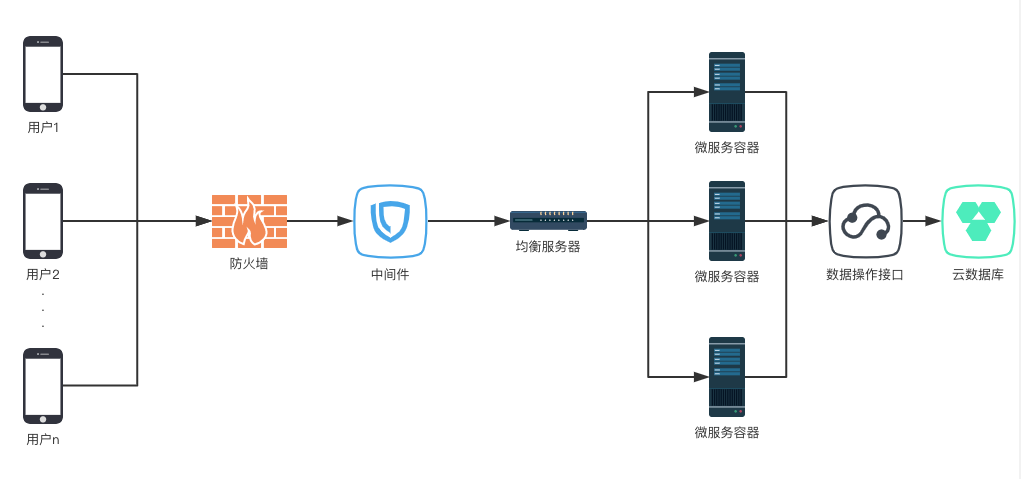 用户1
用户2
.
.
.
用户n
防火墙
中间件
均衡服务器
微服务容器
微服务容器
微服务容器
数据操作接口
云数据库